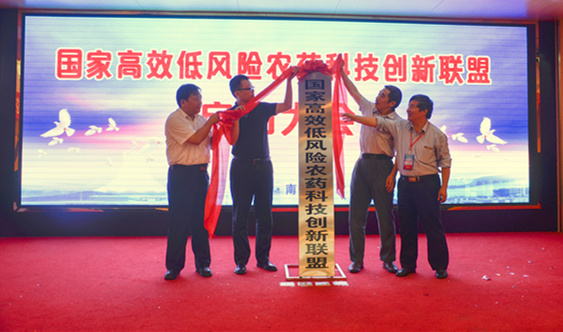 国家高效低风险农药科技创新联盟
大会
南
国家高效低风险农药科技创新联盟